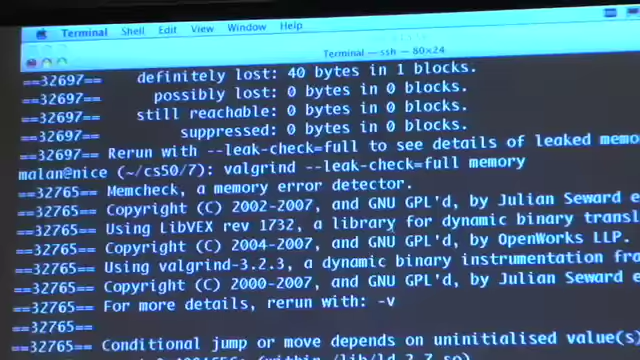 Terminal Shell Edit View Window Help
Terminal — ssh — 80×24
==32697== definitely lost: 40 bytes in 1 blocks.
==32697== possibly lost: 0 bytes in 0 blocks.
==32697== still reachable: 0 bytes in 0 blocks.
==32697== suppressed: 0 bytes in 0 blocks.
==32697== Rerun with --leak-check=full to see details of leaked memo
malan@nice (~/cs50/7): valgrind --leak-check=full memory
==32765== Memcheck, a memory error detector.
==32765== Copyright (C) 2002-2007, and GNU GPL'd, by Julian Seward e
==32765== Using LibVEX rev 1732, a library for dynamic binary transl
==32765== Copyright (C) 2004-2007, and GNU GPL'd, by OpenWorks LLP.
==32765== Using valgrind-3.2.3, a dynamic binary instrumentation fra
==32765== Copyright (C) 2000-2007, and GNU GPL'd, by Julian Seward e
==32765== For more details, rerun with: -v
==32765==
==32765== Conditional jump or move depends on uninitialised value(s)